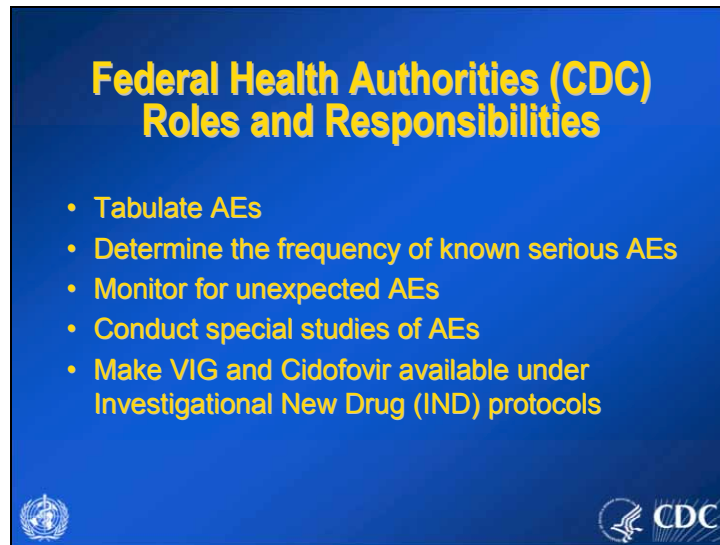 Federal Health Authorities (CDC)
Roles and Responsibilities
• Tabulate AEs
• Determine the frequency of known serious AEs
• Monitor for unexpected AEs
• Conduct special studies of AEs
• Make VIG and Cidofovir available under
Investigational New Drug (IND) protocols
CDC